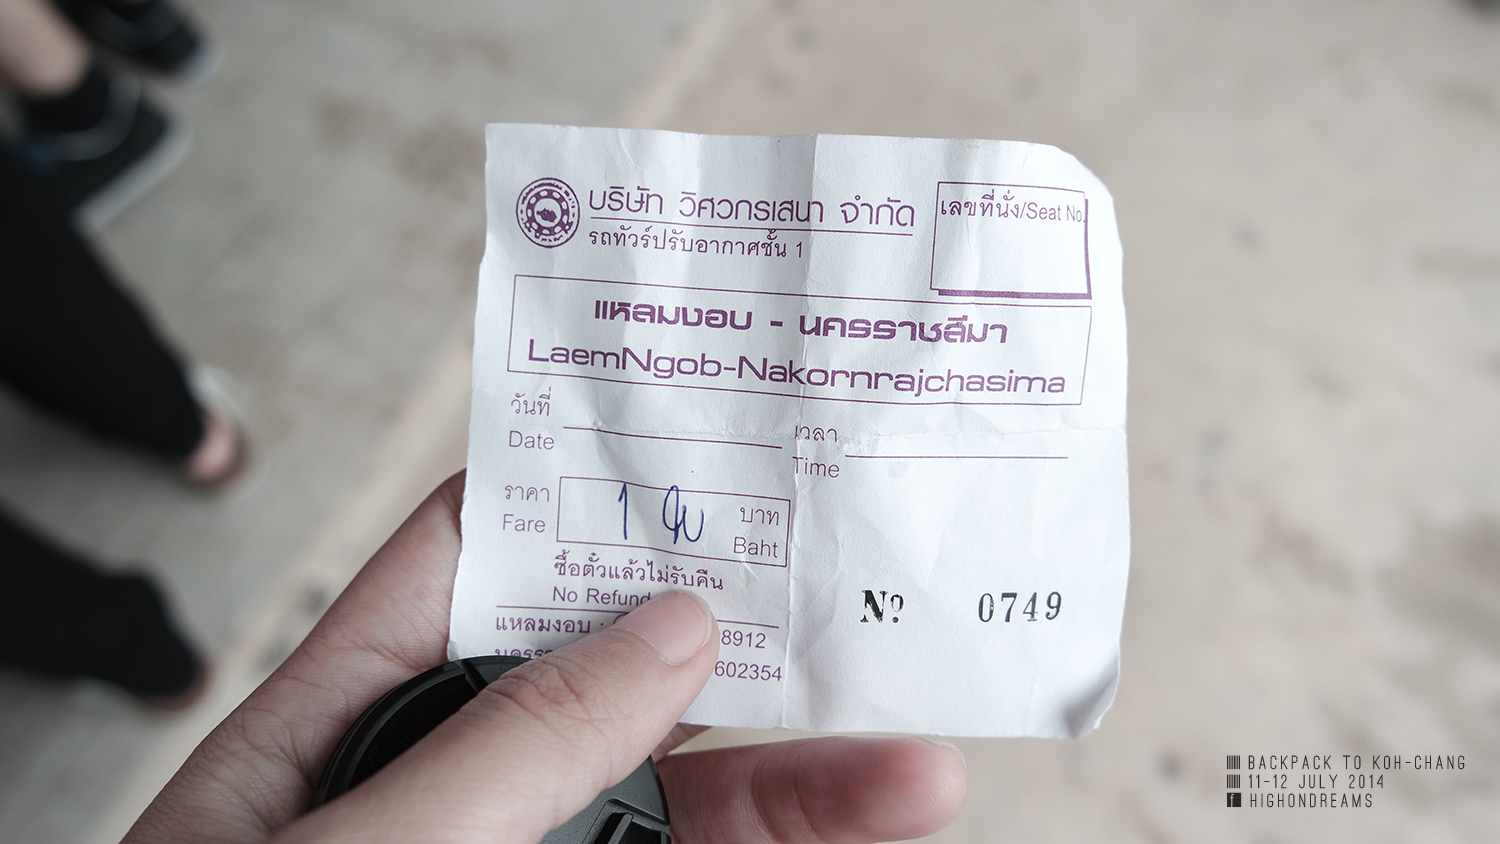 บริษัท วิศวกรเสนา จำกัด
รถทัวร์ปรับอากาศชั้น 1
เลขที่นั่ง/Seat No.
แหลมงอบ - นครราชสีมา
LaemNgob-Nakornrajchasima
วันที่
Date
เวลา
Time
ราคา
Fare
1
บาท
Baht
ซื้อตั๋วแล้วไม่รับคืน
No Refund
แหลมงอบ : 8912
602354
No. 0749
BACKPACK TO KOH-CHANG
11-12 JULY 2014
HIGHONDREAMS